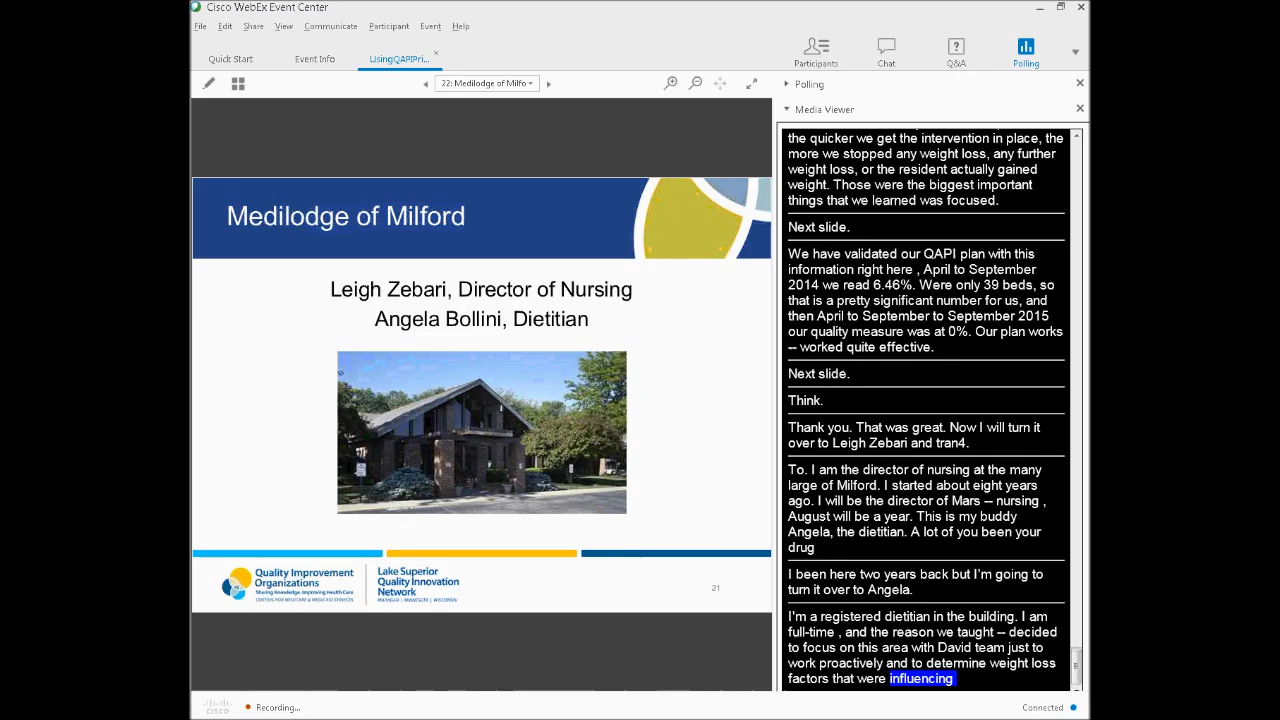 Cisco WebEx Event Center
File Edit Share View Communicate Participant Event Help
Quick Start Event Info UsingQAPIPri...
Participants Chat Q&A Polling
22: Medilodge of Milfo
Polling
Media Viewer
Medilodge of Milford
Leigh Zebari, Director of Nursing
Angela Bollini, Dietitian
Quality Improvement
Organizations
Sharing Knowledge. Improving Health Care.
CENTERS FOR MEDICARE & MEDICAID SERVICES
Lake Superior
Quality Innovation
Network
MICHIGAN | MINNESOTA | WISCONSIN
21
the quicker we get the intervention in place, the
more we stopped any weight loss, any further
weight loss, or the resident actually gained
weight. Those were the biggest important
things that we learned was focused.
Next slide.
We have validated our QAPI plan with this
information right here , April to September
2014 we read 6.46%. Were only 39 beds, so
that is a pretty significant number for us, and
then April to September to September 2015
our quality measure was at 0%. Our plan works
-- worked quite effective.
Next slide.
Think.
Thank you. That was great. Now I will turn it
over to Leigh Zebari and tran4.
To. I am the director of nursing at the many
large of Milford. I started about eight years
ago. I will be the director of Mars -- nursing ,
August will be a year. This is my buddy
Angela, the dietitian. A lot of you been your
drug
I been here two years back but I'm going to
turn it over to Angela.
I'm a registered dietitian in the building. I am
full-time , and the reason we taught -- decided
to focus on this area with David team just to
work proactively and to determine weight loss
factors that were influencing
cisco
Recording...
Connected